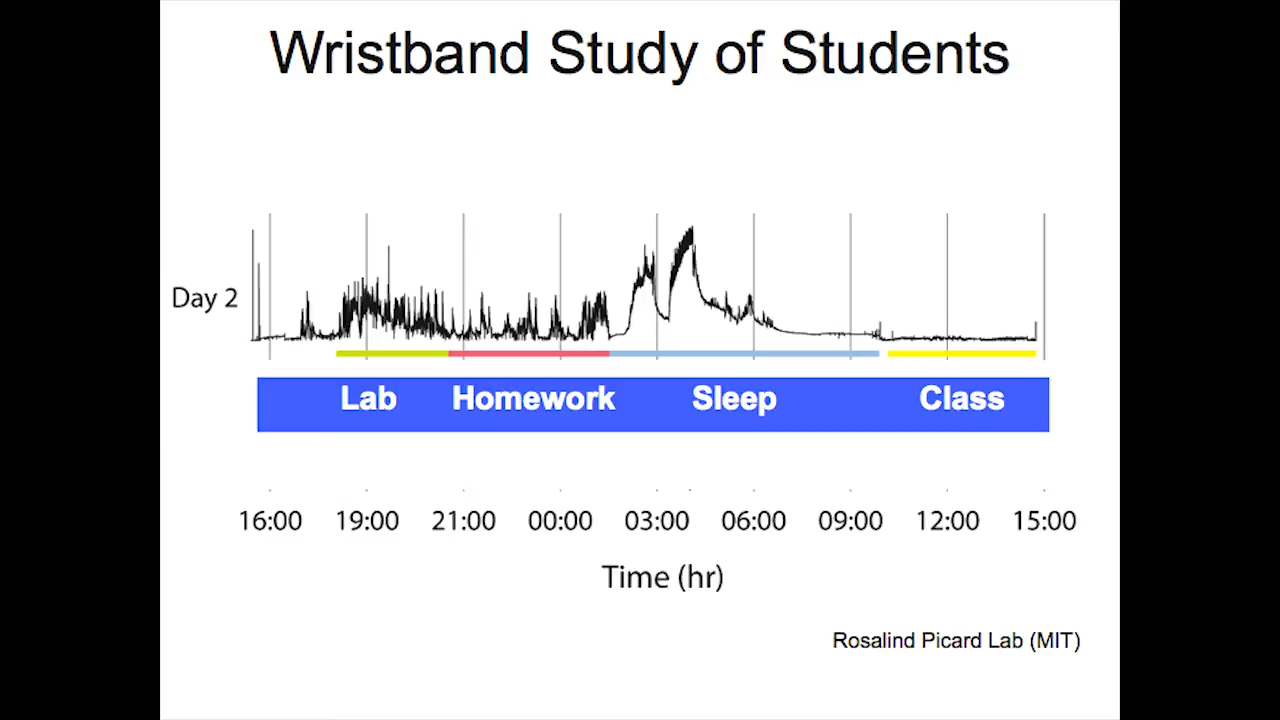 Wristband Study of Students
Day 2
Lab Homework Sleep Class
16:00 19:00 21:00 00:00 03:00 06:00 09:00 12:00 15:00
Time (hr)
Rosalind Picard Lab (MIT)